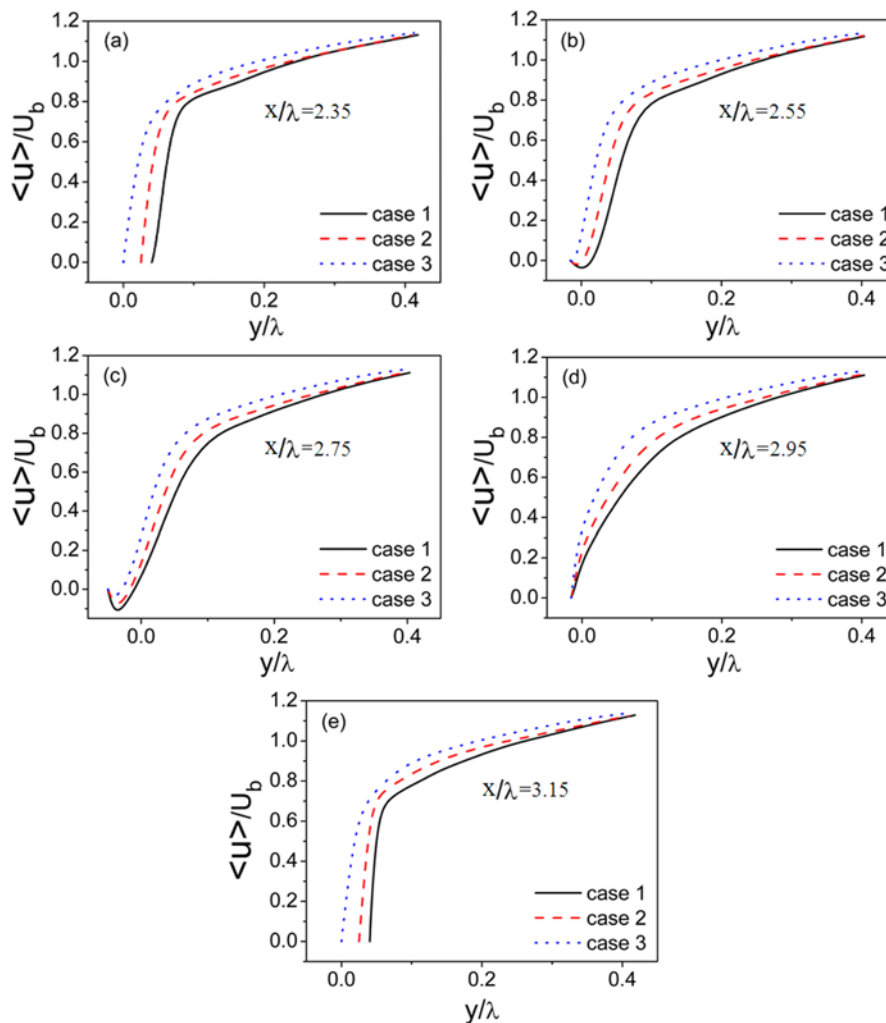 (a)
1.2
1.0
0.8
0.6
0.4
0.2
0.0
<u>/U_b
X/λ=2.35
case 1
case 2
case 3
0.0 0.2 0.4
y/λ
(b)
1.2
1.0
0.8
0.6
0.4
0.2
0.0
<u>/U_b
X/λ=2.55
case 1
case 2
case 3
0.0 0.2 0.4
y/λ
(c)
1.2
1.0
0.8
0.6
0.4
0.2
0.0
<u>/U_b
X/λ=2.75
case 1
case 2
case 3
0.0 0.2 0.4
y/λ
(d)
1.2
1.0
0.8
0.6
0.4
0.2
0.0
<u>/U_b
X/λ=2.95
case 1
case 2
case 3
0.0 0.2 0.4
y/λ
(e)
1.2
1.0
0.8
0.6
0.4
0.2
0.0
<u>/U_b
X/λ=3.15
case 1
case 2
case 3
0.0 0.2 0.4
y/λ